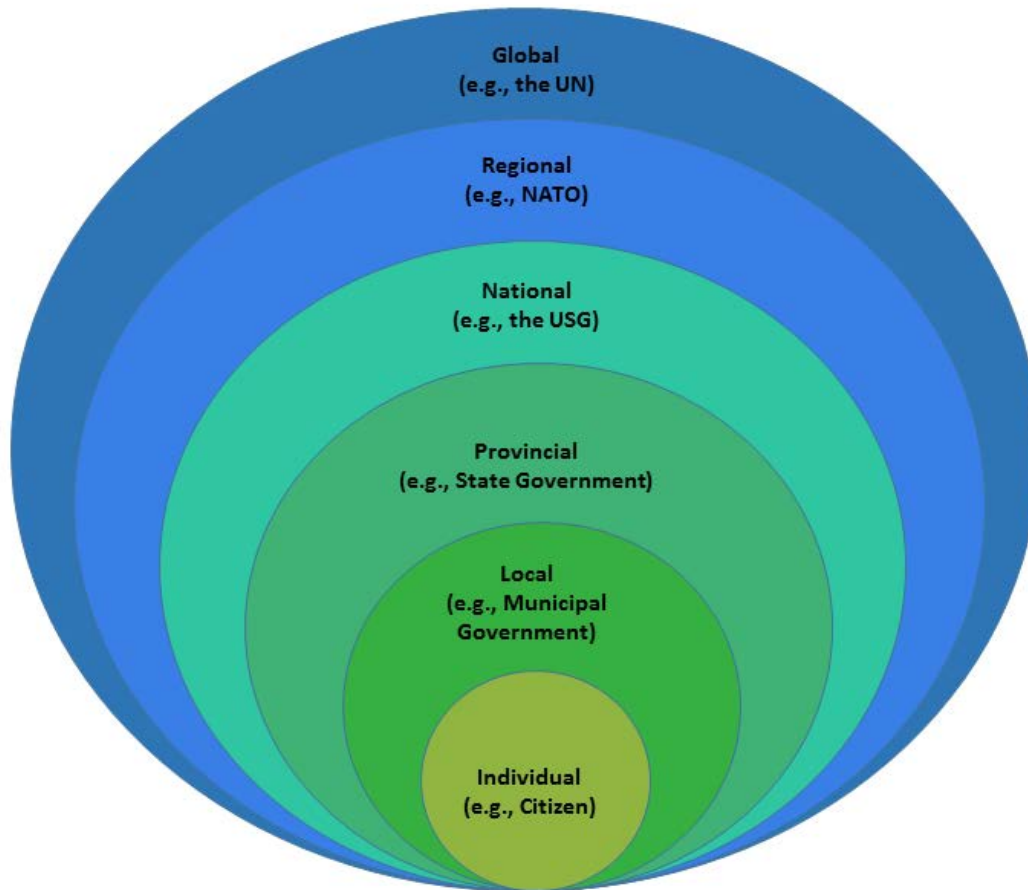 Global
(e.g., the UN)
Regional
(e.g., NATO)
National
(e.g., the USG)
Provincial
(e.g., State Government)
Local
(e.g., Municipal
Government)
Individual
(e.g., Citizen)